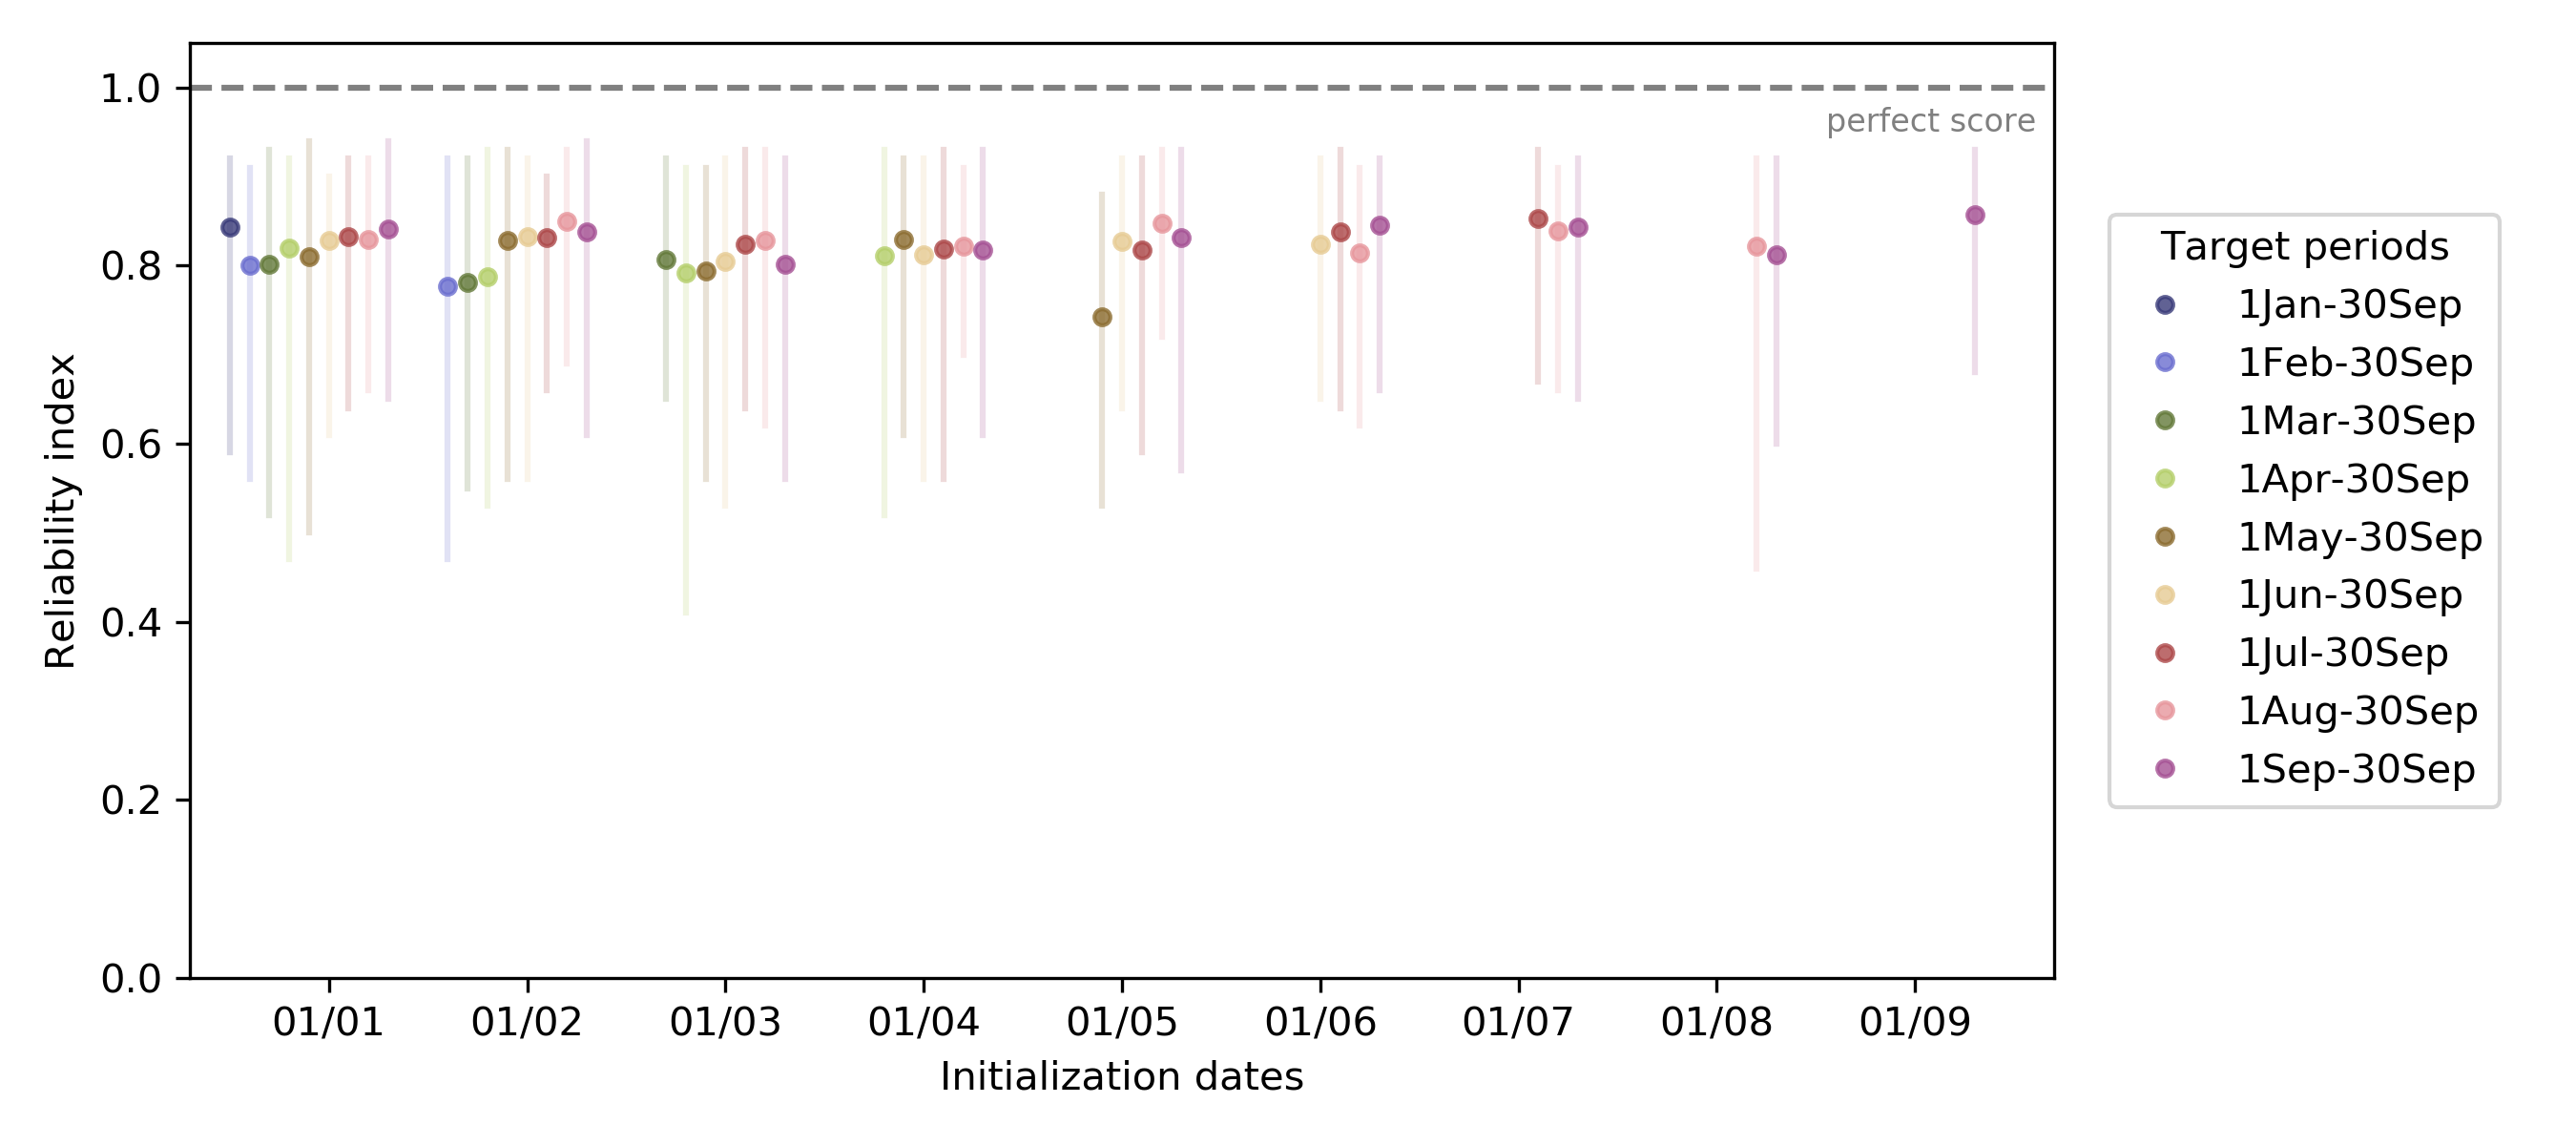 1.0
0.8
0.6
0.4
0.2
0.0
Reliability index
perfect score
01/01
01/02
01/03
01/04
01/05
01/06
01/07
01/08
01/09
Initialization dates
Target periods
1Jan-30Sep
1Feb-30Sep
1Mar-30Sep
1Apr-30Sep
1May-30Sep
1Jun-30Sep
1Jul-30Sep
1Aug-30Sep
1Sep-30Sep